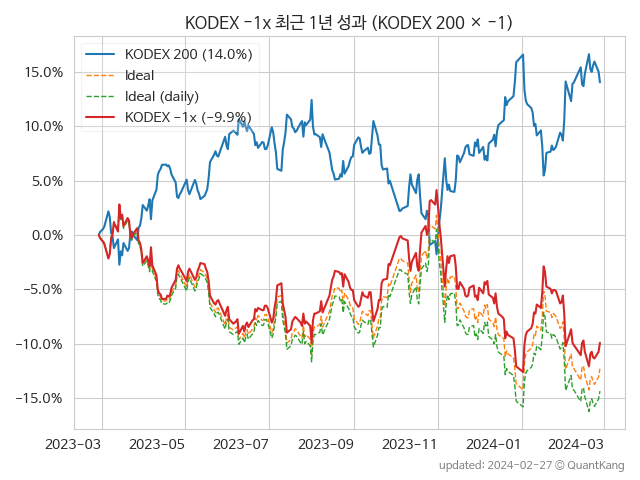 KODEX −1x 최근 1년 성과 (KODEX 200 × −1)
KODEX 200 (14.0%)
Ideal
Ideal (daily)
KODEX −1x (−9.9%)
15.0%
10.0%
5.0%
0.0%
−5.0%
−10.0%
−15.0%
2023−03 2023−05 2023−07 2023−09 2023−11 2024−01 2024−03
updated: 2024−02−27 ⓒ QuantKang